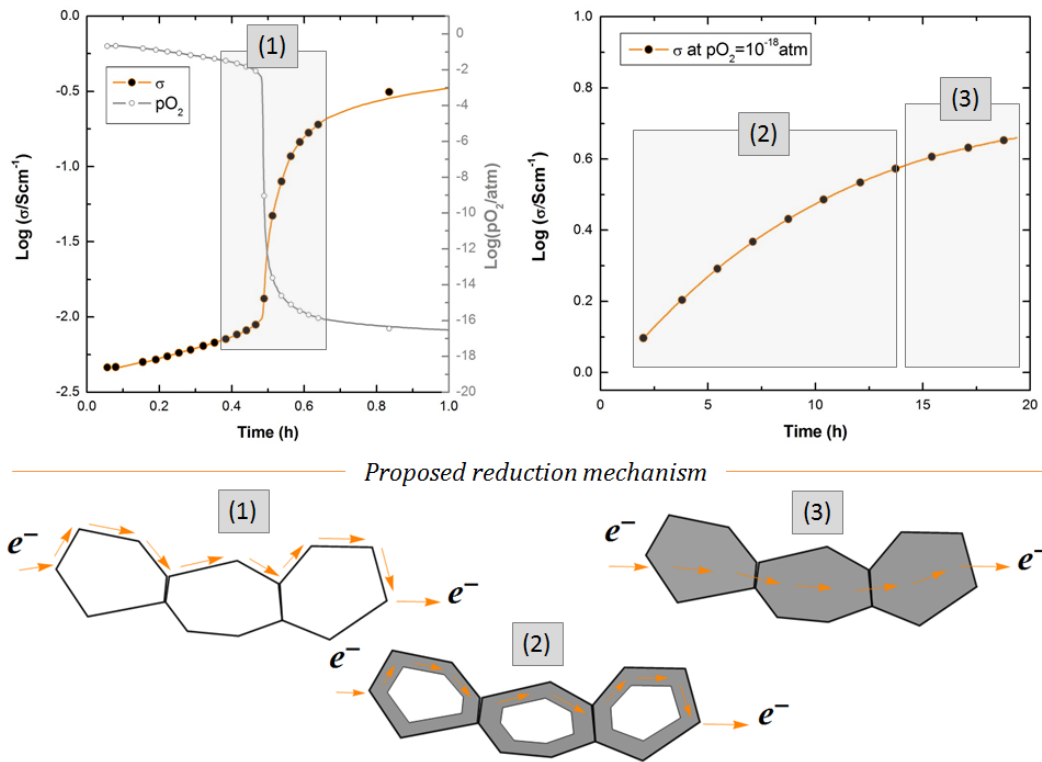 (1)
σ
pO2
Log (σ/Scm-1)
0.0
-0.5
-1.0
-1.5
-2.0
-2.5
0.0 0.2 0.4 0.6 0.8 1.0
Time (h)
0
-2
-4
-6
-8
-10
-12
-14
-16
-18
-20
Log(pO2/atm)
σ at pO2=10-18atm
(2)
(3)
Log (σ/Scm-1)
1.0
0.8
0.6
0.4
0.2
0.0
0 5 10 15 20
Time (h)
Proposed reduction mechanism
(1)
e−
e−
(3)
e−
e−
(2)
e−
e−